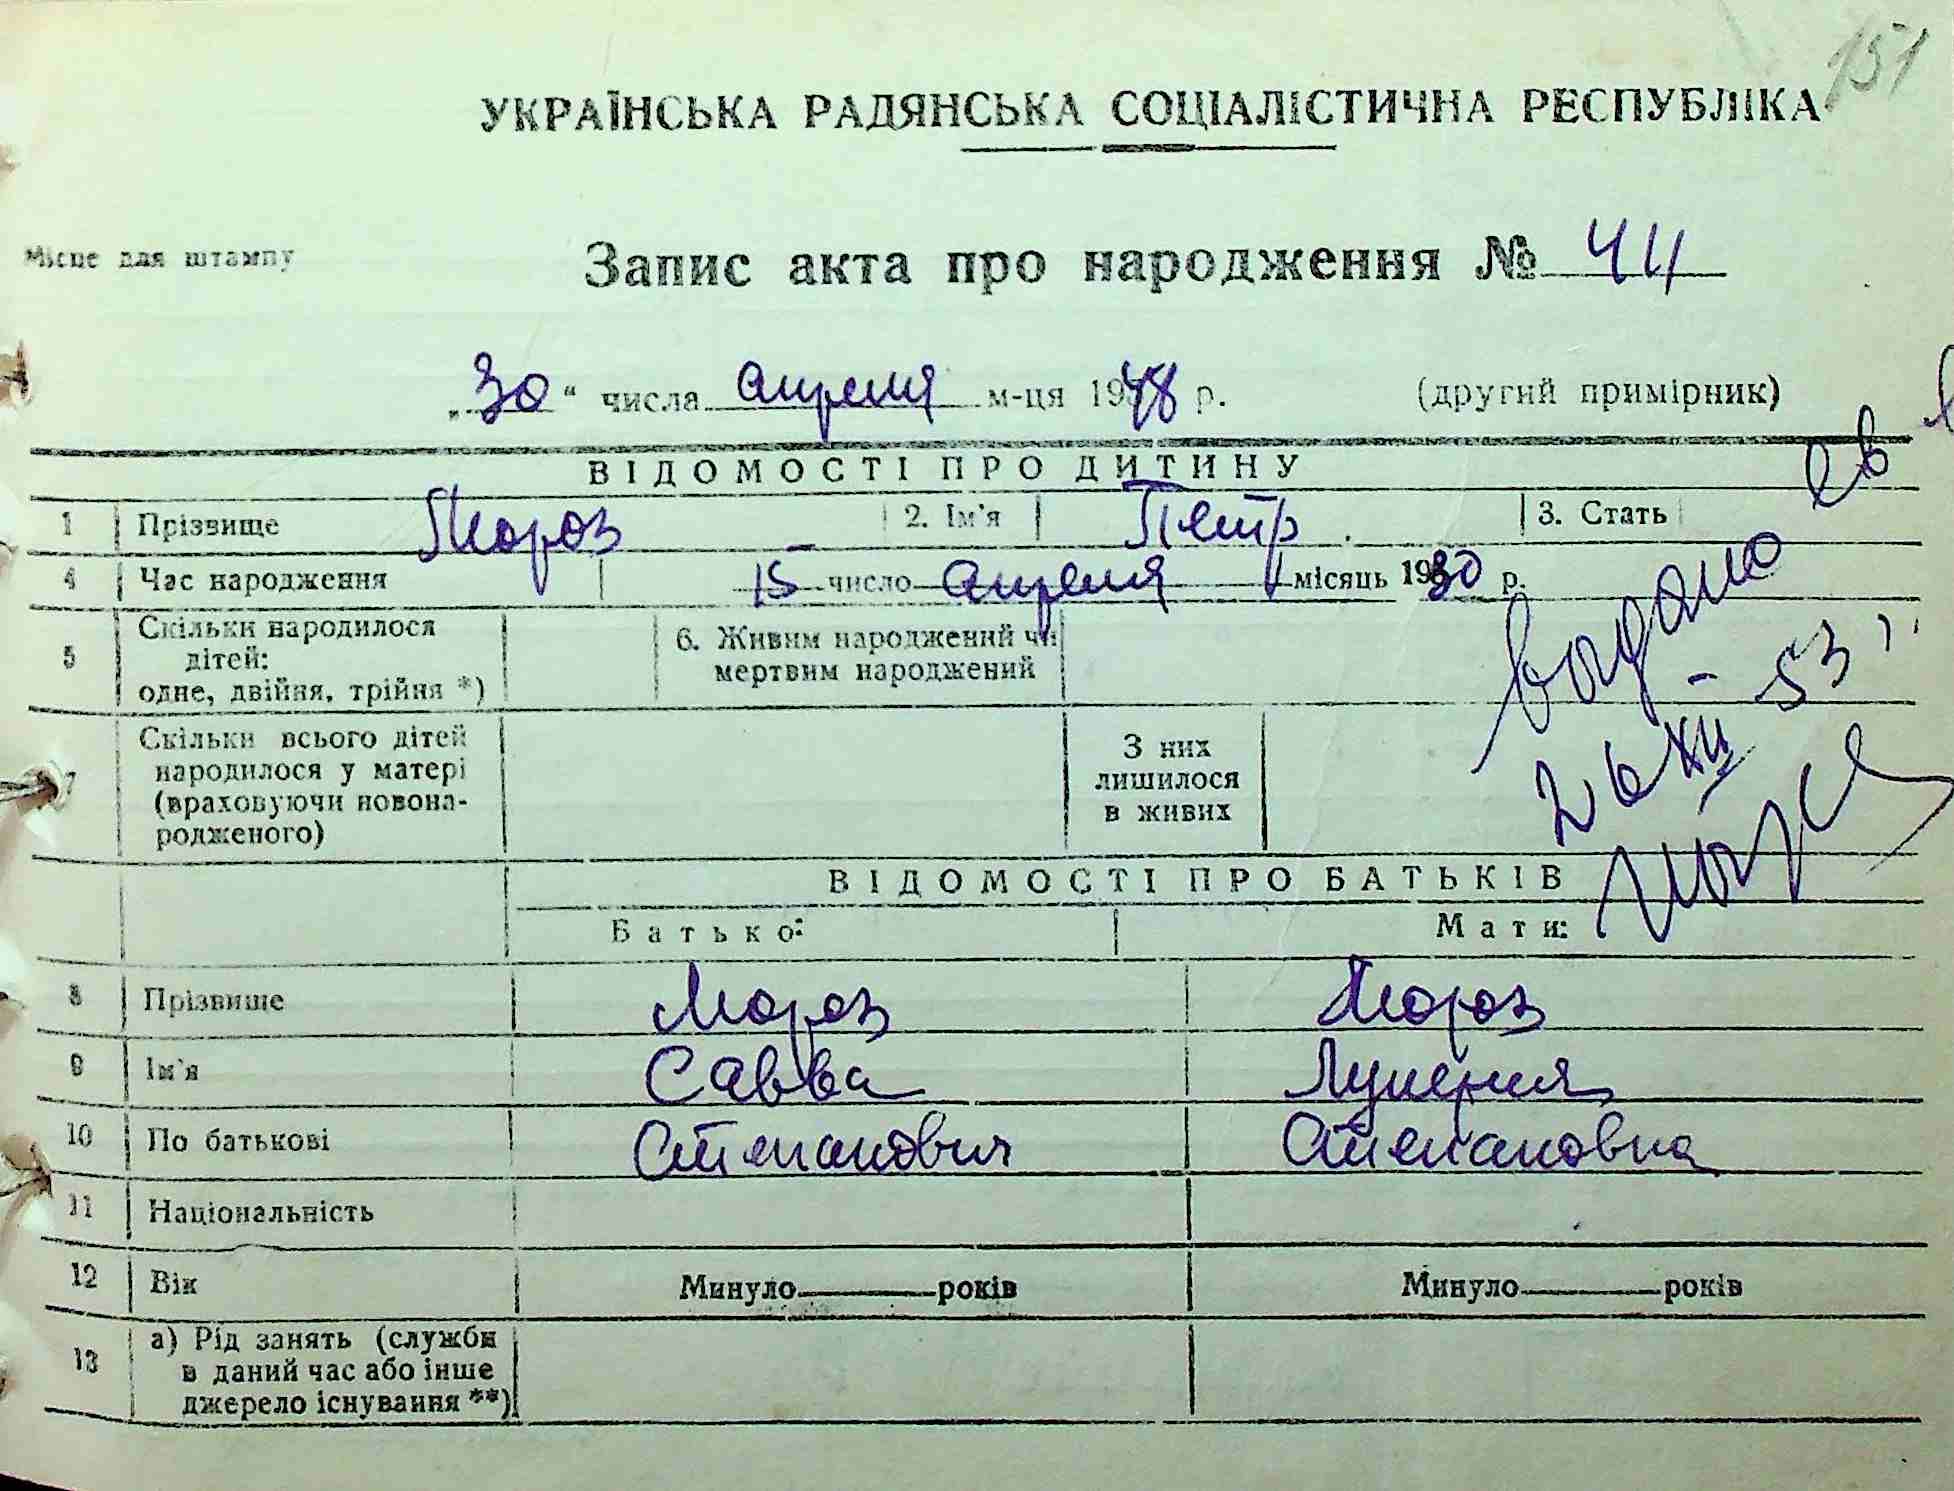 151
УКРАЇНСЬКА РАДЯНСЬКА СОЦІАЛІСТИЧНА РЕСПУБЛІКА
Місце для штампу
Запис акта про народження № 44
„30“ числа апреля м-ця 1948 р. (другий примірник)
ВІДОМОСТІ ПРО ДИТИНУ
1 Прізвище Мороз 2. Ім'я Петр. 3. Стать
4 Час народження 15 число апреля місяць 1930 р.
5 Скільки народилося дітей: одне, двійня, трійня *) 6. Живим народжений чи мертвим народжений
7 Скільки всього дітей народилося у матері (враховуючи новонародженого) З них лишилося в живих
видано св
26 XII - 53
ВІДОМОСТІ ПРО БАТЬКІВ
Батько: Мати:
8 Прізвище Мороз Мороз
9 Ім'я Савва Лукерия
10 По батькові Степанович Степановна
11 Національність
12 Вік Минуло років Минуло років
13 а) Рід занять (служби в даний час або інше джерело існування **)